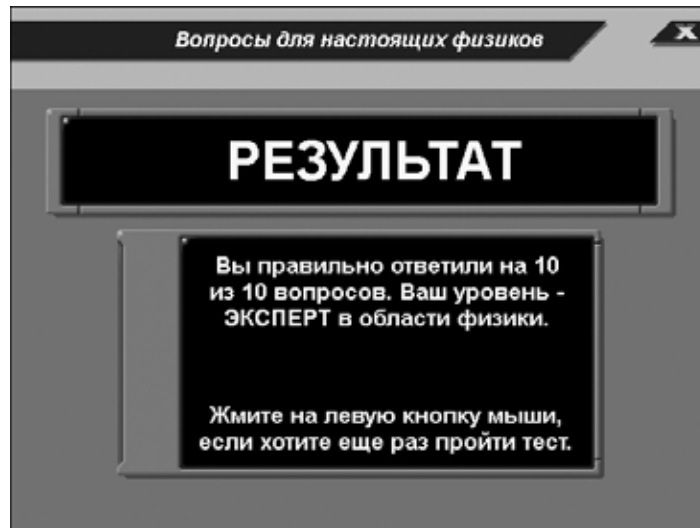 Вопросы для настоящих физиков
X
РЕЗУЛЬТАТ
Вы правильно ответили на 10
из 10 вопросов. Ваш уровень -
ЭКСПЕРТ в области физики.
Жмите на левую кнопку мыши,
если хотите еще раз пройти тест.